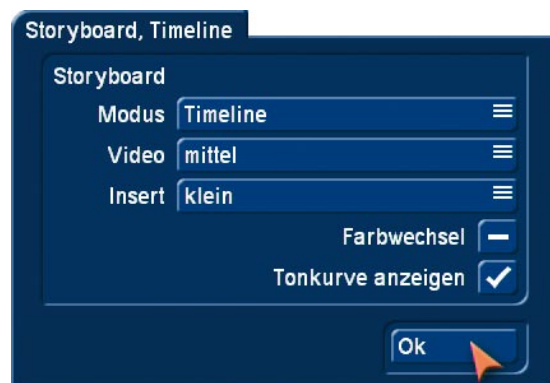 Storyboard, Timeline
Storyboard
Modus Timeline
Video mittel
Insert klein
Farbwechsel
Tonkurve anzeigen
Ok